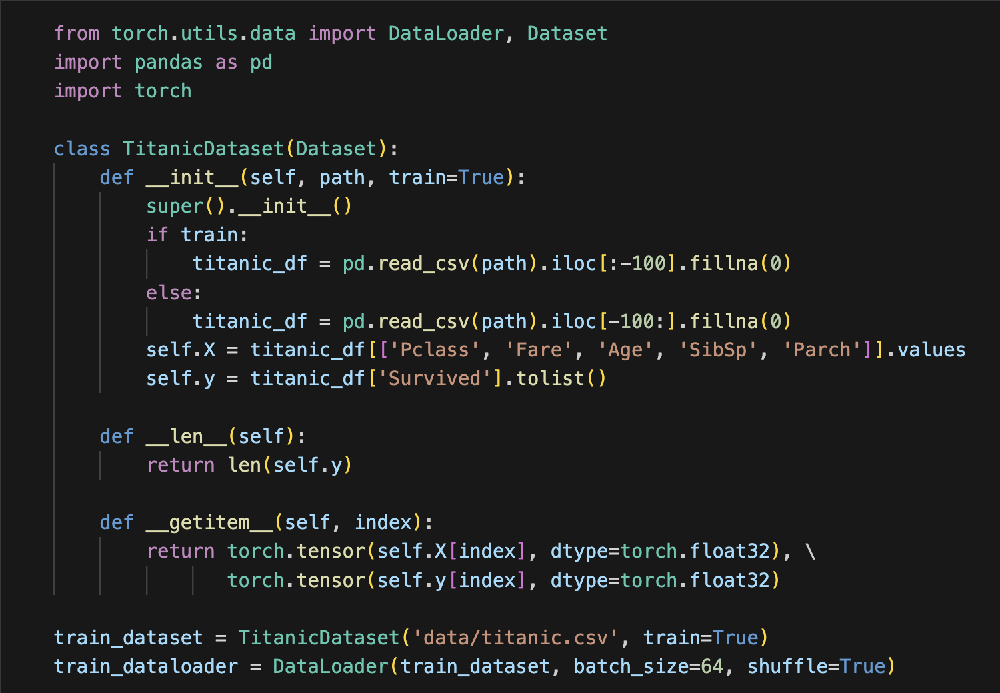 from torch.utils.data import DataLoader, Dataset
import pandas as pd
import torch

class TitanicDataset(Dataset):
    def __init__(self, path, train=True):
        super().__init__()
        if train:
            titanic_df = pd.read_csv(path).iloc[:-100].fillna(0)
        else:
            titanic_df = pd.read_csv(path).iloc[-100:].fillna(0)
        self.X = titanic_df[['Pclass', 'Fare', 'Age', 'SibSp', 'Parch']].values
        self.y = titanic_df['Survived'].tolist()

    def __len__(self):
        return len(self.y)

    def __getitem__(self, index):
        return torch.tensor(self.X[index], dtype=torch.float32), \
               torch.tensor(self.y[index], dtype=torch.float32)

train_dataset = TitanicDataset('data/titanic.csv', train=True)
train_dataloader = DataLoader(train_dataset, batch_size=64, shuffle=True)